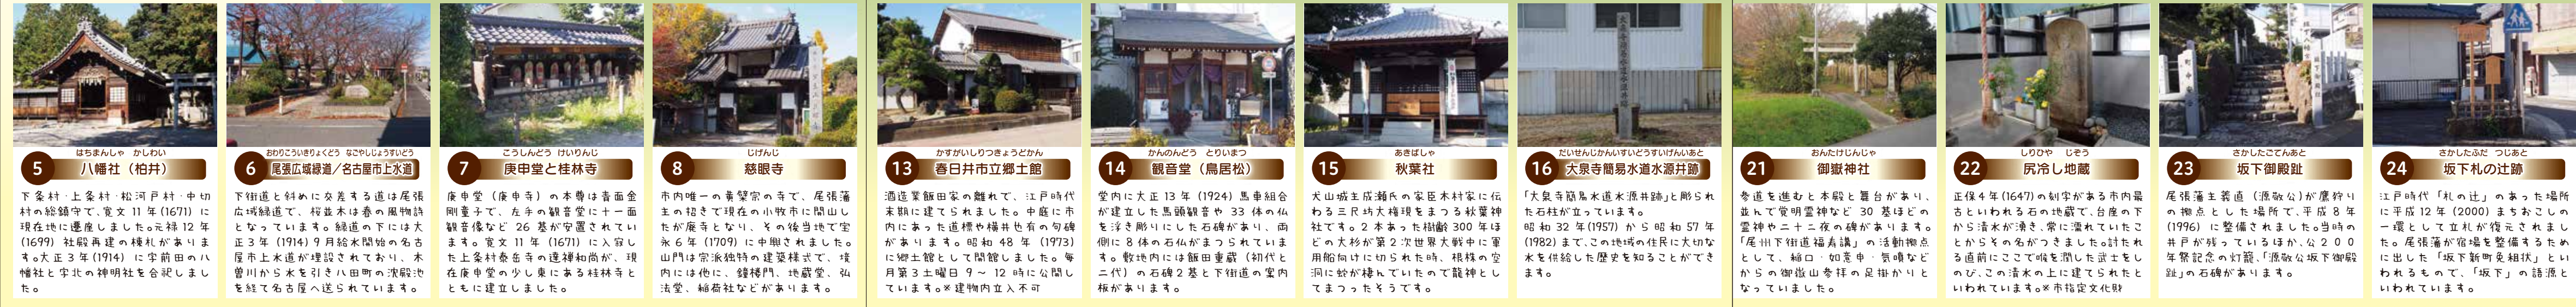 はちまんしゃ かしわい
5 八幡社（柏井）
下条村・上条村・松河戸村・中切
村の総鎮守で、寛文11年(1671)に
現在地に遷座しました。元禄12年
(1699)社殿再建の棟札がありま
す。大正3年(1914)に字前田の八
幡社と字北の神明社を合祀しまし
た。
おわりこういきりょくどう なごやしじょうすいどう
6 尾張広域緑道／名古屋市上水道
下街道と斜めに交差する道は尾張
広域緑道で、桜並木は春の風物詩
となっています。緑道の下には大
正3年(1914)9月給水開始の名古
屋市上水道が埋設されており、木
曽川から水を引き八田町の沈殿池
を経て名古屋へ送られています。
こうしんどう けいりんじ
7 庚申堂と桂林寺
庚申堂（庚申寺）の本尊は青面金
剛童子で、左手の観音堂に十一面
観音像など26基が安置されてい
ます。寛文11年(1671)に入寂し
た上条村泰岳寺の達禅和尚が、現
在庚申堂の少し東にある桂林寺と
ともに建立しました。
じげんじ
8 慈眼寺
市内唯一の黄檗宗の寺で、尾張藩
主の招きで現在の小牧市に開山し
たが廃寺となり、その後当地で宝
永6年(1709)に中興されました。
山門は宗派独特の建築様式で、境
内には他に、鐘楼門、地蔵堂、弘
法堂、稲荷社などがあります。
かすがいしりつきょうどかん
13 春日井市立郷土館
酒造業飯田家の離れで、江戸時代
末期に建てられました。中庭に市
内にあった道標や横井也有の句碑
があります。昭和48年(1973)
に郷土館として開館しました。毎
月第3土曜日9～12時に公開し
ています。※建物内立入不可
かんのんどう とりいまつ
14 観音堂（鳥居松）
堂内に大正13年(1924)馬車組合
が建立した馬頭観音や33体の仏
を浮き彫りにした石碑があり、両
側に8体の石仏がまつられていま
す。敷地内には飯田重蔵（初代と
二代）の石碑2基と下街道の案内
板があります。
あきばしゃ
15 秋葉社
犬山城主成瀬氏の家臣木村家に伝
わる三尺坊大権現をまつる秋葉神
社です。2本あった樹齢300年ほ
どの大杉が第2次世界大戦中に軍
用船向けに切られた時、根株の空
洞に蛇が棲んでいたので龍神とし
てまつったそうです。
だいせんじかんいすいどうすいげんいあと
16 大泉寺簡易水道水源井跡
「大泉寺簡易水道水源井跡」と彫られ
た石柱が立っています。
昭和32年(1957)から昭和57年
(1982)まで、この地域の住民に大切な
水を供給した歴史を知ることができ
ます。
おんたけじんじゃ
21 御嶽神社
参道を進むと本殿と舞台があり、
並んで覚明霊神など30基ほどの
霊神や二十二夜の碑があります。
「尾州下街道福寿講」の活動拠点
として、稲口・如意申・気噴など
からの御嶽山参拝の足掛かりと
なっていました。
しりひや じぞう
22 尻冷し地蔵
正保4年(1647)の刻字がある市内最
古といわれる石の地蔵で、台座の下
から清水が湧き、常に濡れていたこ
とからその名がつきました。討たれ
る直前にここで喉を潤した武士をし
のび、この清水の上に建てられたと
いわれています。※市指定文化財
さかしたごてんあと
23 坂下御殿趾
尾張藩主義直（源敬公）が鷹狩り
の拠点とした場所で、平成8年
(1996)に整備されました。当時の
井戸が残っているほか、公200
年祭記念の灯籠、「源敬公坂下御殿
趾」の石碑があります。
さかしたふだ つじあと
24 坂下札の辻跡
江戸時代「札の辻」のあった場所
に平成12年(2000)まちおこしの
一環として立札が復元されまし
た。尾張藩が宿場を整備するため
に出した「坂下新町免組状」とい
われるもので、「坂下」の語源と
いわれています。